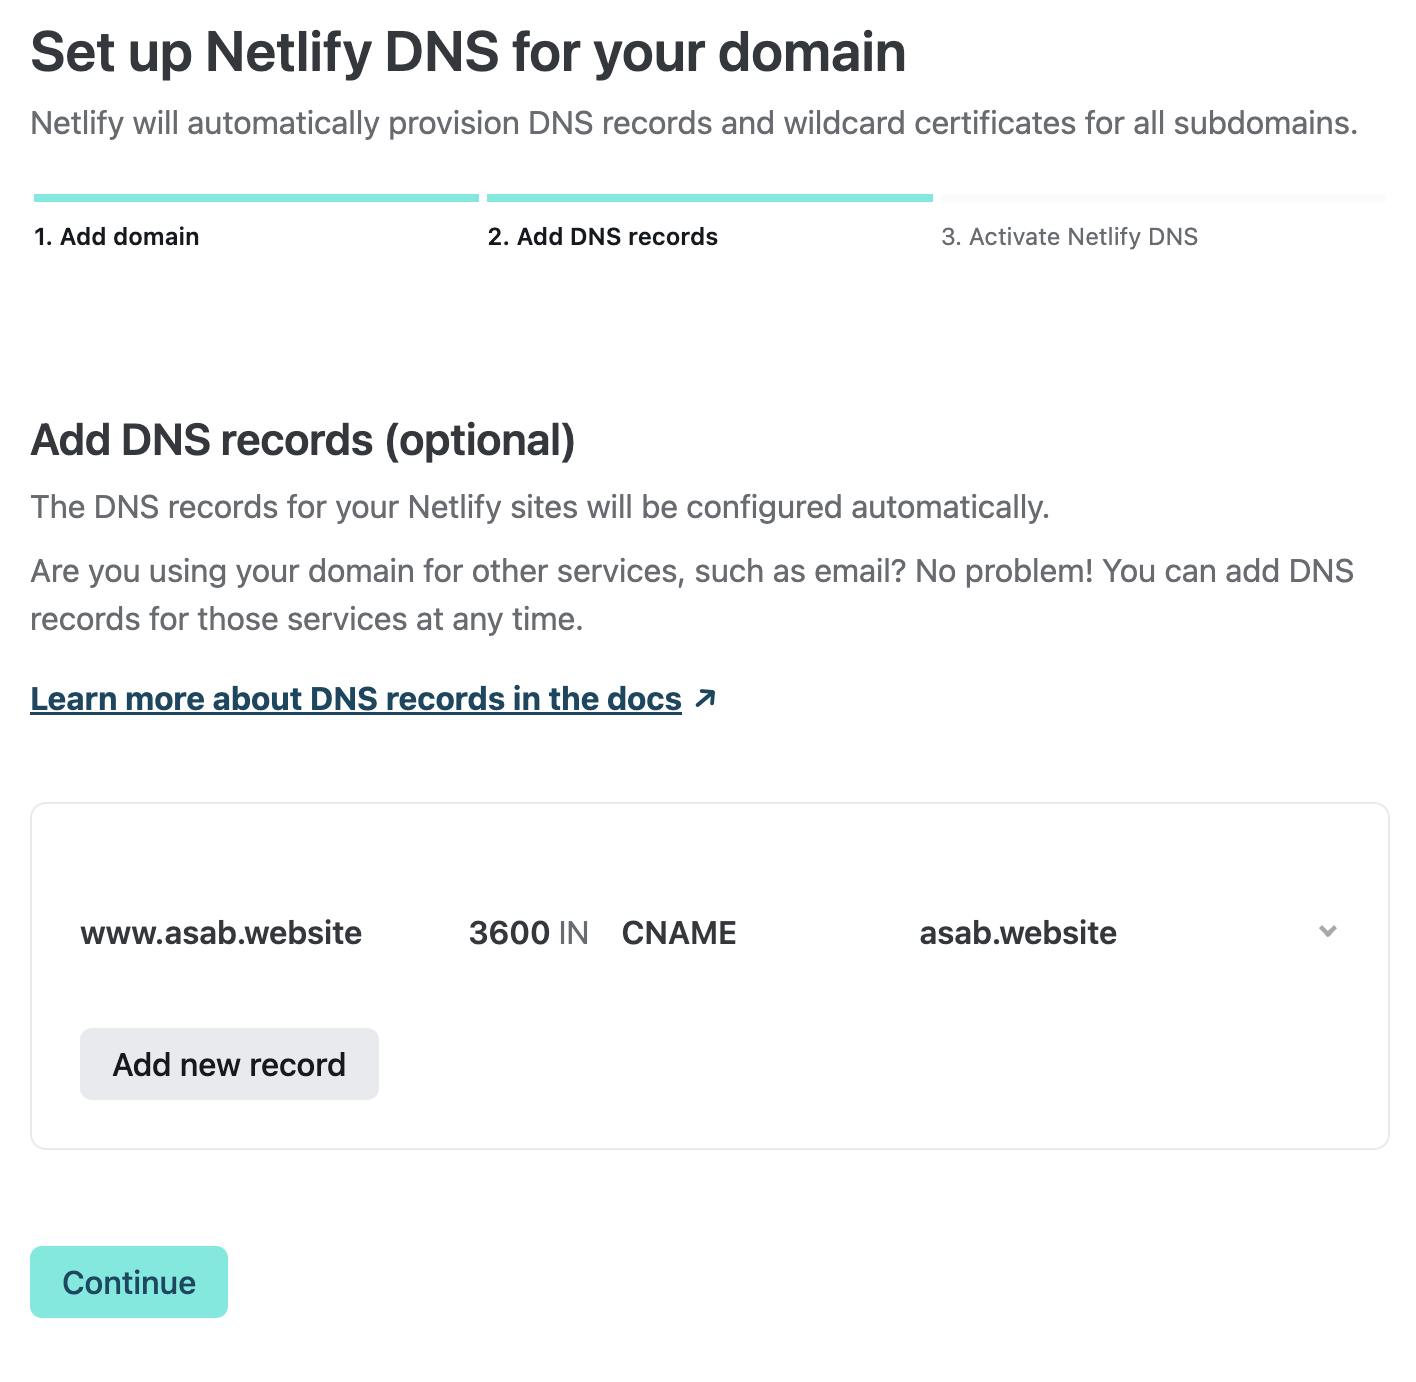 Set up Netlify DNS for your domain
Netlify will automatically provision DNS records and wildcard certificates for all subdomains.
1. Add domain
2. Add DNS records
3. Activate Netlify DNS
Add DNS records (optional)
The DNS records for your Netlify sites will be configured automatically.
Are you using your domain for other services, such as email? No problem! You can add DNS
records for those services at any time.
Learn more about DNS records in the docs
www.asab.website 3600 IN CNAME asab.website
Add new record
Continue